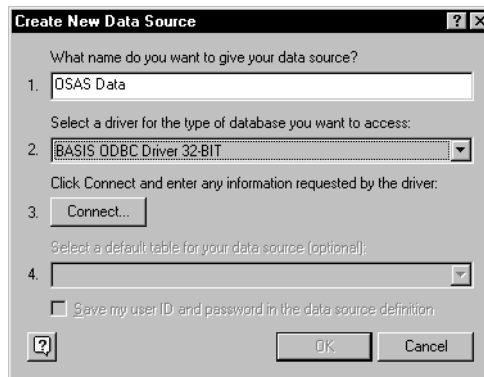 Create New Data Source
What name do you want to give your data source?
1. OSAS Data
Select a driver for the type of database you want to access:
2. BASIS ODBC Driver 32-BIT
Click Connect and enter any information requested by the driver:
3. Connect...
Select a default table for your data source (optional):
4.
Save my user ID and password in the data source definition
OK Cancel